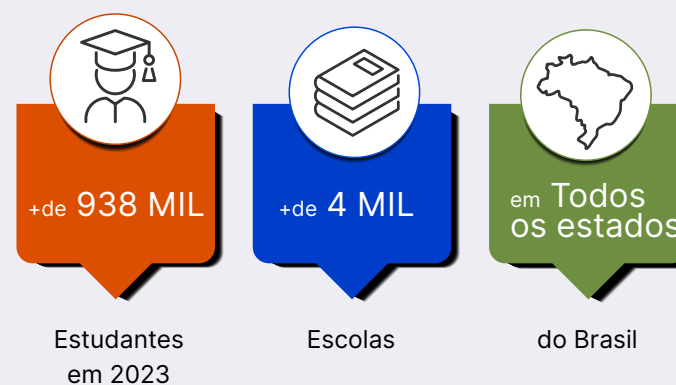 +de 938 MIL
Estudantes
em 2023
+de 4 MIL
Escolas
em Todos
os estados
do Brasil